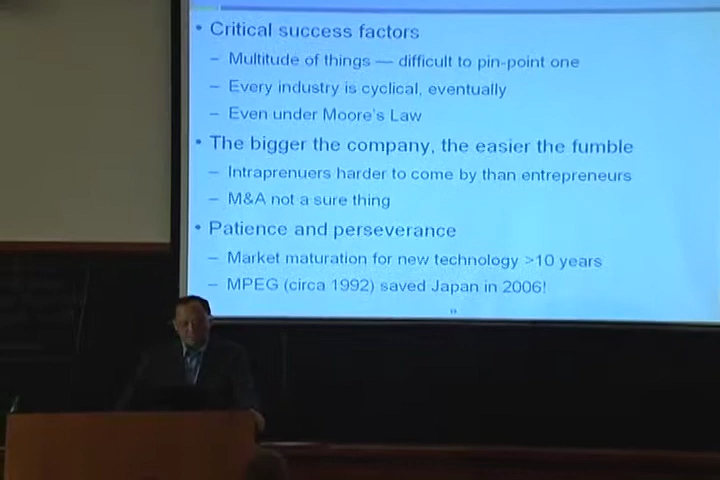 • Critical success factors
– Multitude of things — difficult to pin-point one
– Every industry is cyclical, eventually
– Even under Moore's Law
• The bigger the company, the easier the fumble
– Intraprenuers harder to come by than entrepreneurs
– M&A not a sure thing
• Patience and perseverance
– Market maturation for new technology >10 years
– MPEG (circa 1992) saved Japan in 2006!